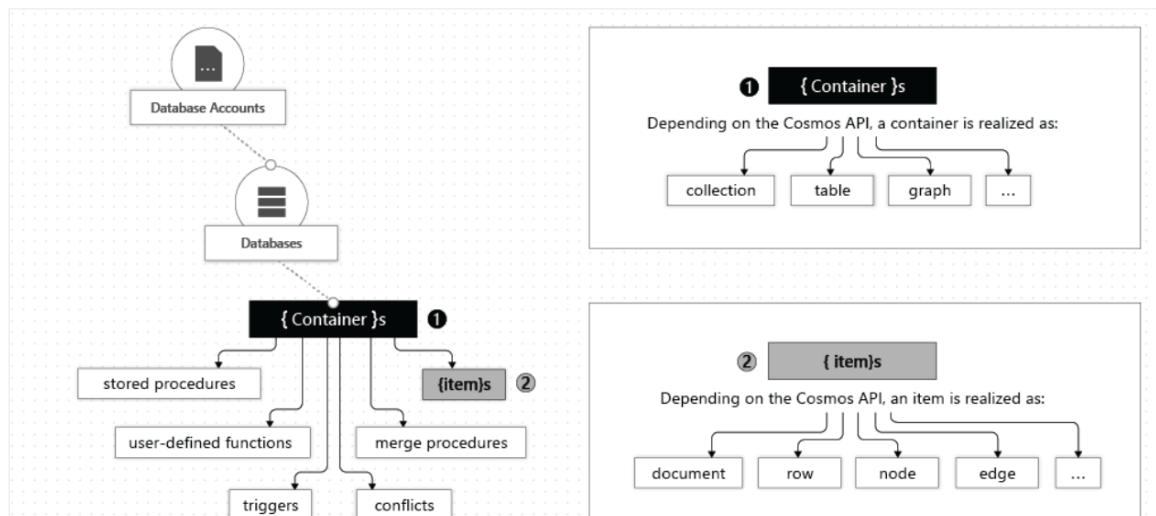 ...
Database Accounts
Databases
{ Container }s 1
stored procedures
{item}s 2
user-defined functions
merge procedures
triggers
conflicts
1 { Container }s
Depending on the Cosmos API, a container is realized as:
collection table graph ...
2 { item}s
Depending on the Cosmos API, an item is realized as:
document row node edge ...